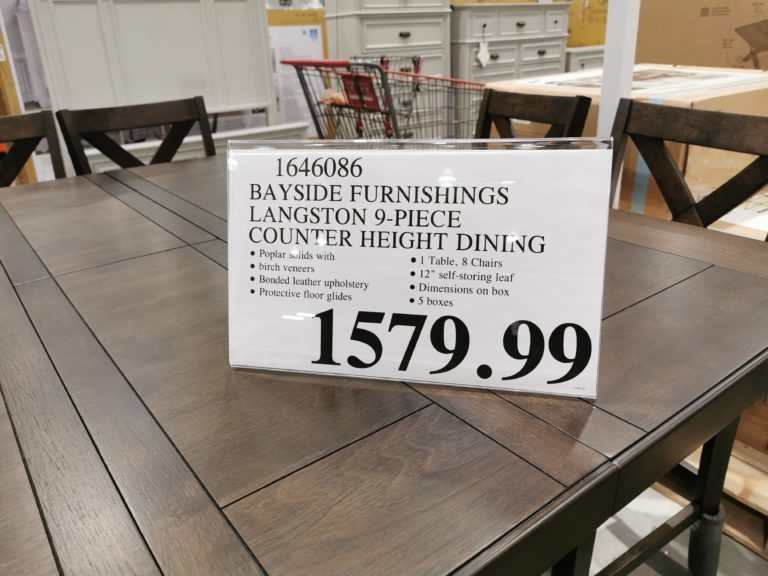 1646086
BAYSIDE FURNISHINGS
LANGSTON 9-PIECE
COUNTER HEIGHT DINING
• Poplar solids with
• birch veneers
• Bonded leather upholstery
• Protective floor glides
• 1 Table, 8 Chairs
• 12" self-storing leaf
• Dimensions on box
• 5 boxes
1579.99